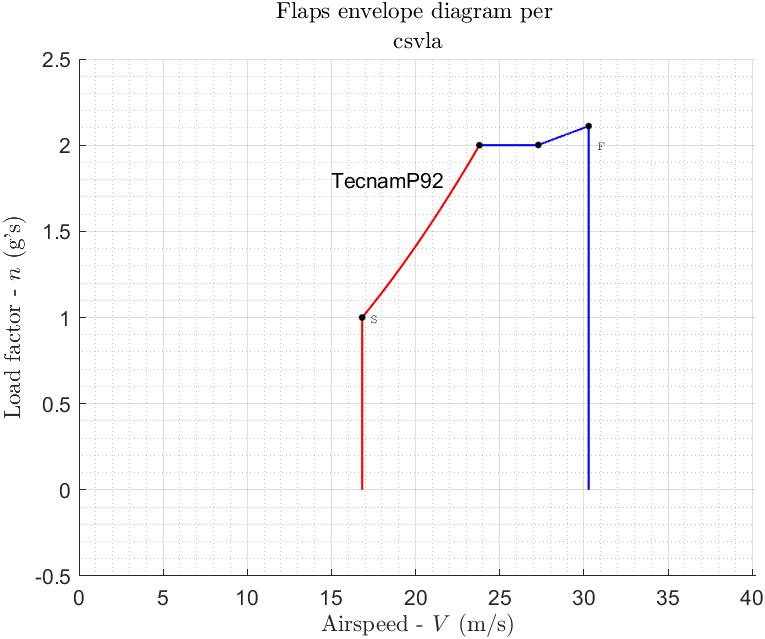 Flaps envelope diagram per
csvla
2.5
2
1.5
1
0.5
0
-0.5
Load factor - n (g's)
TecnamP92
F
S
0 5 10 15 20 25 30 35 40
Airspeed - V (m/s)